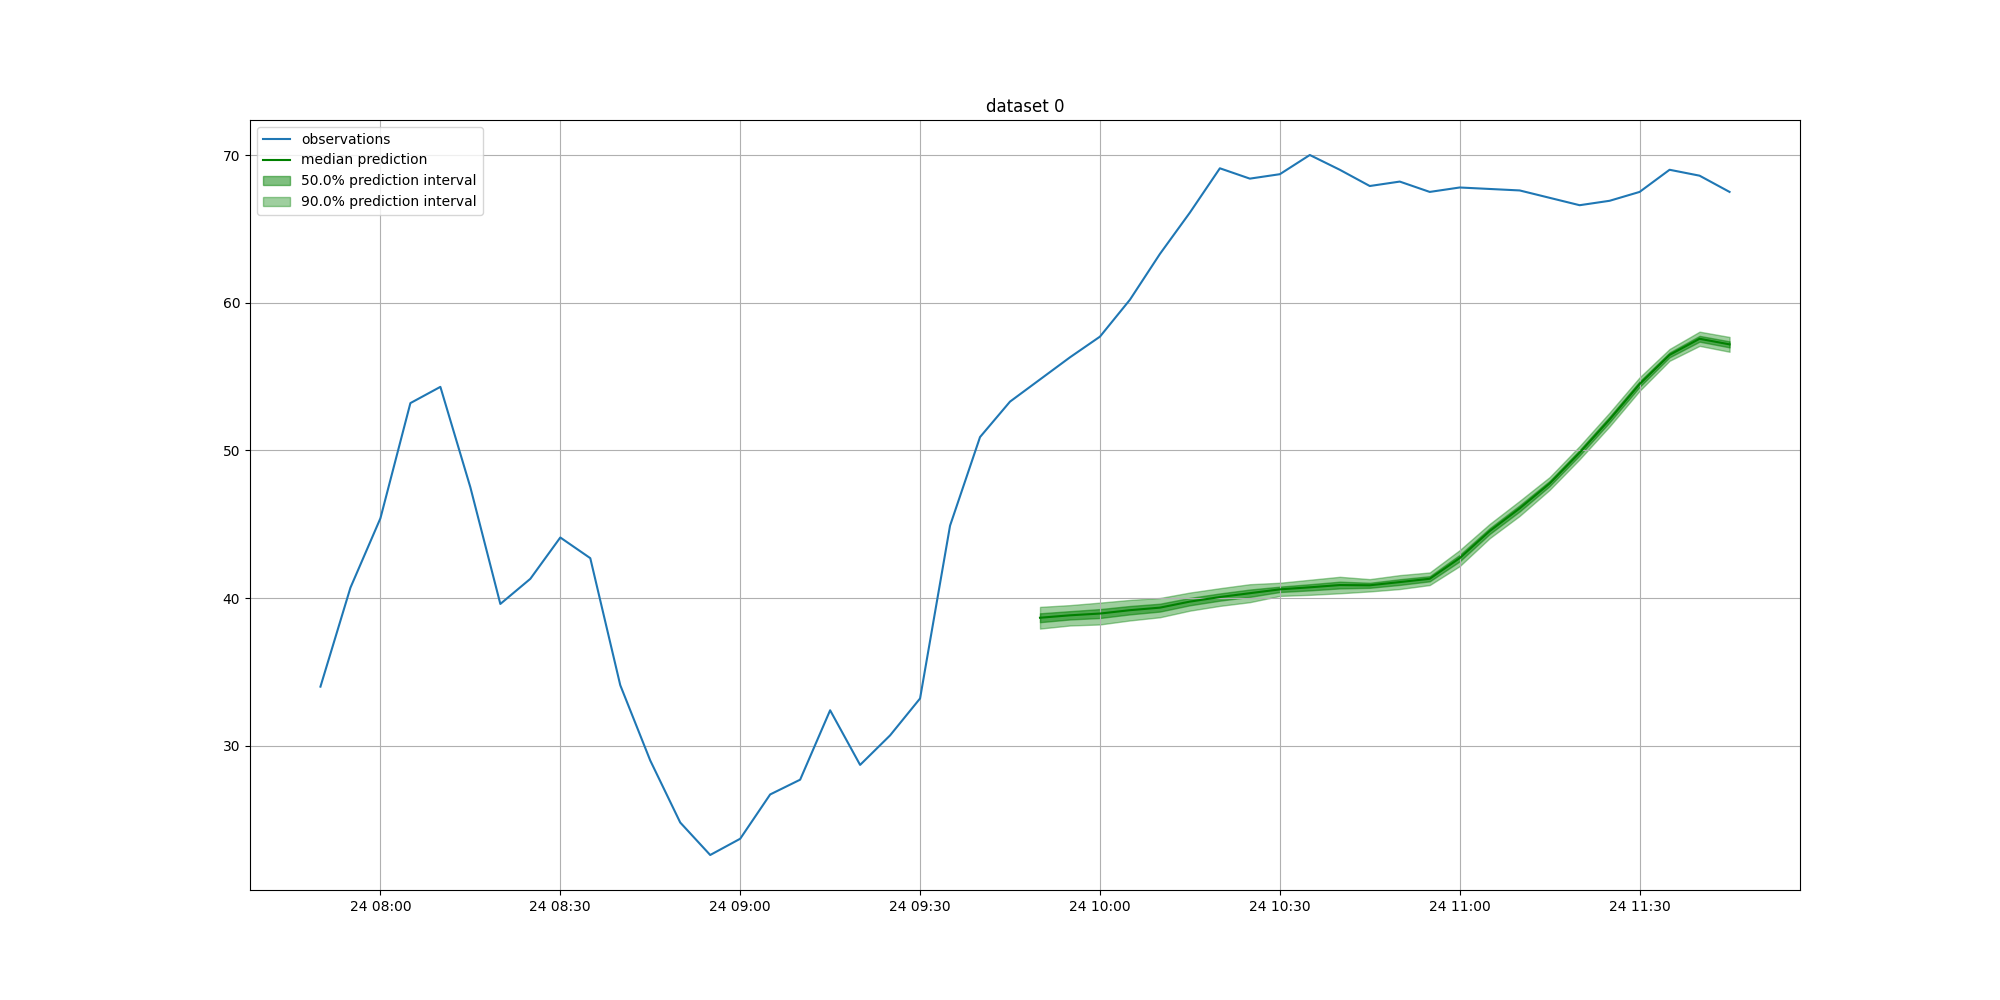 dataset 0
observations
median prediction
50.0% prediction interval
90.0% prediction interval
70
60
50
40
30
24 08:00 24 08:30 24 09:00 24 09:30 24 10:00 24 10:30 24 11:00 24 11:30